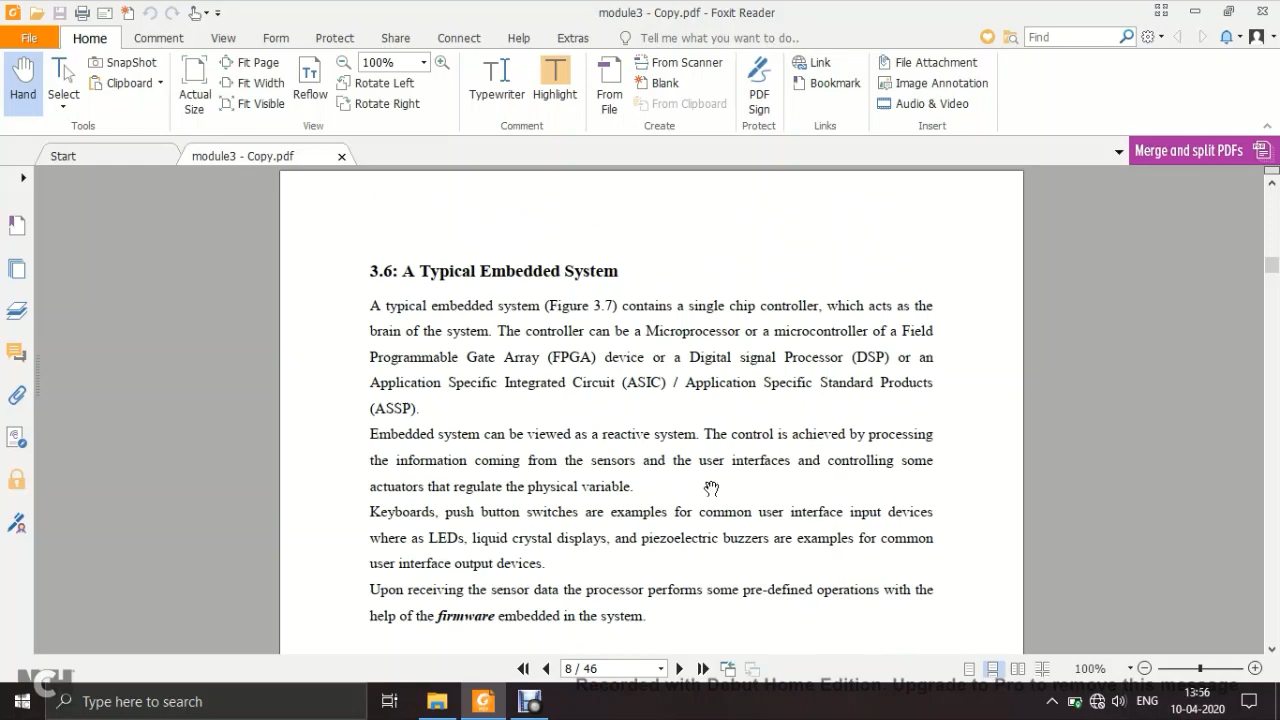 module3 - Copy.pdf - Foxit Reader
File Home Comment View Form Protect Share Connect Help Extras Tell me what you want to do.. Find
Hand
Select
SnapShot
Clipboard
Tools
Actual Size
Fit Page
Fit Width
Fit Visible
Reflow
100%
Rotate Left
Rotate Right
View
Typewriter
Highlight
Comment
From File
From Scanner
Blank
From Clipboard
Create
PDF Sign
Protect
Link
Bookmark
Links
File Attachment
Image Annotation
Audio & Video
Insert
Start module3 - Copy.pdf Merge and split PDFs
3.6: A Typical Embedded System
A typical embedded system (Figure 3.7) contains a single chip controller, which acts as the
brain of the system. The controller can be a Microprocessor or a microcontroller of a Field
Programmable Gate Array (FPGA) device or a Digital signal Processor (DSP) or an
Application Specific Integrated Circuit (ASIC) / Application Specific Standard Products
(ASSP).
Embedded system can be viewed as a reactive system. The control is achieved by processing
the information coming from the sensors and the user interfaces and controlling some
actuators that regulate the physical variable.
Keyboards, push button switches are examples for common user interface input devices
where as LEDs, liquid crystal displays, and piezoelectric buzzers are examples for common
user interface output devices.
Upon receiving the sensor data the processor performs some pre-defined operations with the
help of the firmware embedded in the system.
8 / 46 100%
NCH
Recorded with Debut Home Edition. Upgrade to Pro to remove this message
Type here to search
ENG
13:56
10-04-2020